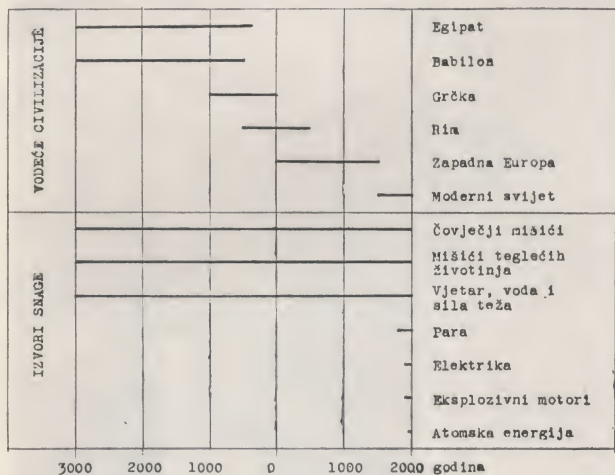 VODEĆE CIVILIZACIJE
Egipat
Babilon
Grčka
Rim
Zapadna Europa
Moderni svijet
IZVORI SNAGE
Čovječji mišići
Mišići teglećih
životinja
Vjetar, voda i
sila teža
Para
Elektrika
Eksplozivni motori
Atomska energija
3000 2000 1000 0 1000 2000 godina